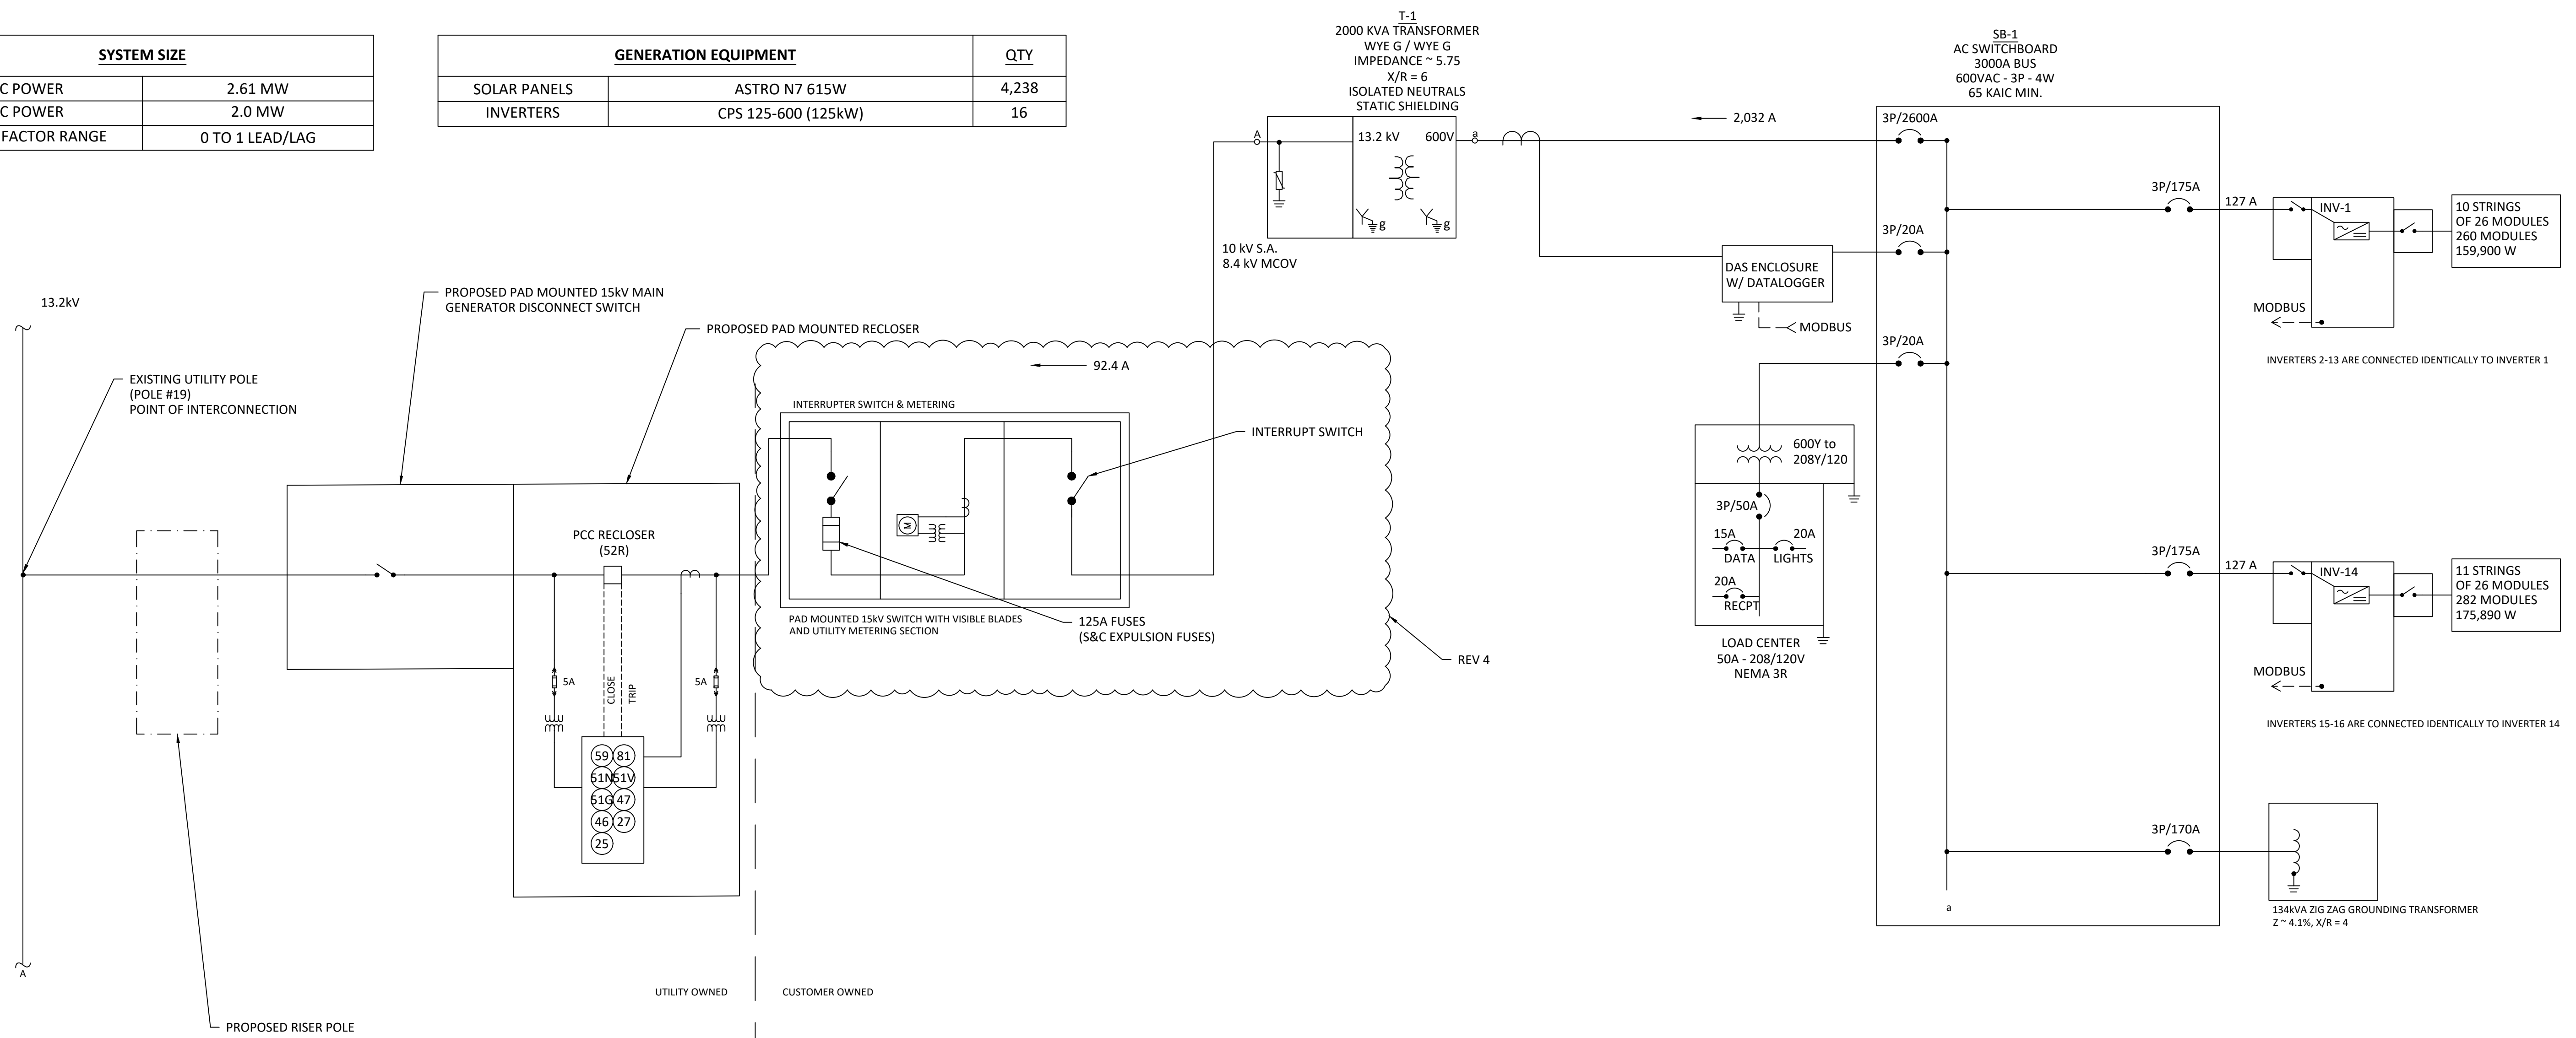 SYSTEM SIZE
C POWER 2.61 MW
C POWER 2.0 MW
FACTOR RANGE 0 TO 1 LEAD/LAG
GENERATION EQUIPMENT QTY
SOLAR PANELS ASTRO N7 615W 4,238
INVERTERS CPS 125-600 (125kW) 16
T-1
2000 KVA TRANSFORMER
WYE G / WYE G
IMPEDANCE ~ 5.75
X/R = 6
ISOLATED NEUTRALS
STATIC SHIELDING
A
13.2 kV
600V
a
g
g
10 kV S.A.
8.4 kV MCOV
2,032 A
SB-1
AC SWITCHBOARD
3000A BUS
600VAC - 3P - 4W
65 KAIC MIN.
3P/2600A
3P/20A
3P/20A
DAS ENCLOSURE
W/ DATALOGGER
MODBUS
3P/175A
127 A
INV-1
10 STRINGS
OF 26 MODULES
260 MODULES
159,900 W
MODBUS
INVERTERS 2-13 ARE CONNECTED IDENTICALLY TO INVERTER 1
600Y to
208Y/120
3P/50A
15A
DATA
20A
LIGHTS
20A
RECPT
LOAD CENTER
50A - 208/120V
NEMA 3R
3P/175A
127 A
INV-14
11 STRINGS
OF 26 MODULES
282 MODULES
175,890 W
MODBUS
INVERTERS 15-16 ARE CONNECTED IDENTICALLY TO INVERTER 14
3P/170A
134kVA ZIG ZAG GROUNDING TRANSFORMER
Z ~ 4.1%, X/R = 4
a
13.2kV
EXISTING UTILITY POLE
(POLE #19)
POINT OF INTERCONNECTION
PROPOSED PAD MOUNTED 15kV MAIN
GENERATOR DISCONNECT SWITCH
PROPOSED PAD MOUNTED RECLOSER
92.4 A
INTERRUPTER SWITCH & METERING
INTERRUPT SWITCH
M
PAD MOUNTED 15kV SWITCH WITH VISIBLE BLADES
AND UTILITY METERING SECTION
125A FUSES
(S&C EXPULSION FUSES)
REV 4
PCC RECLOSER
(52R)
5A
CLOSE
TRIP
5A
59 81
51N 51V
51G 47
46 27
25
A
UTILITY OWNED
CUSTOMER OWNED
PROPOSED RISER POLE